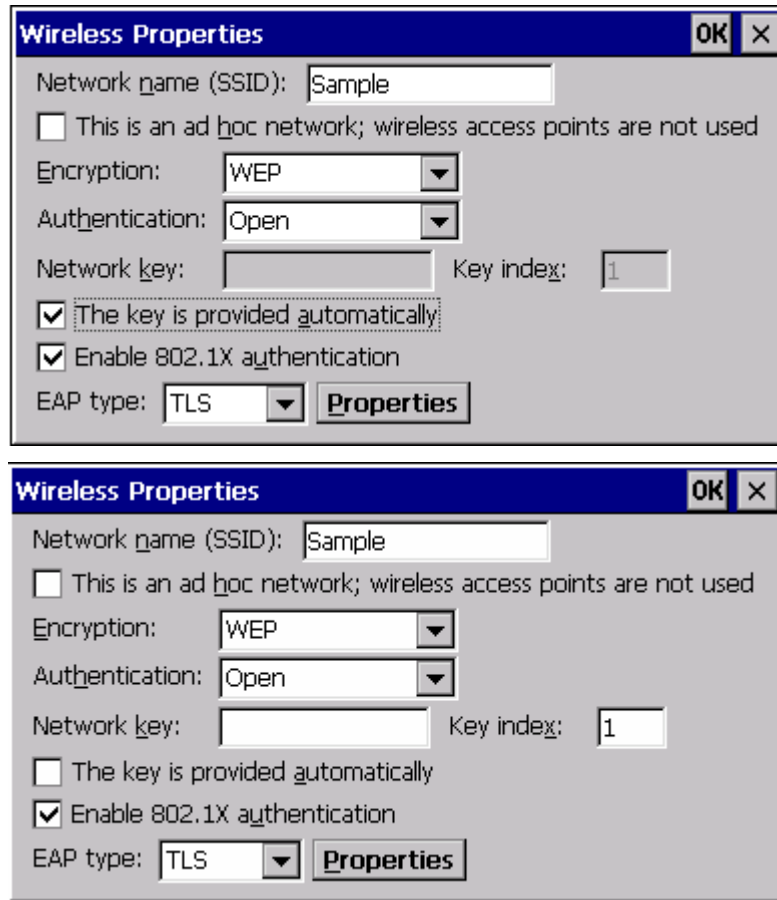 Wireless Properties OK ×
Network name (SSID): Sample
This is an ad hoc network; wireless access points are not used
Encryption: WEP
Authentication: Open
Network key: Key index: 1
The key is provided automatically
Enable 802.1X authentication
EAP type: TLS Properties
Wireless Properties OK ×
Network name (SSID): Sample
This is an ad hoc network; wireless access points are not used
Encryption: WEP
Authentication: Open
Network key: Key index: 1
The key is provided automatically
Enable 802.1X authentication
EAP type: TLS Properties